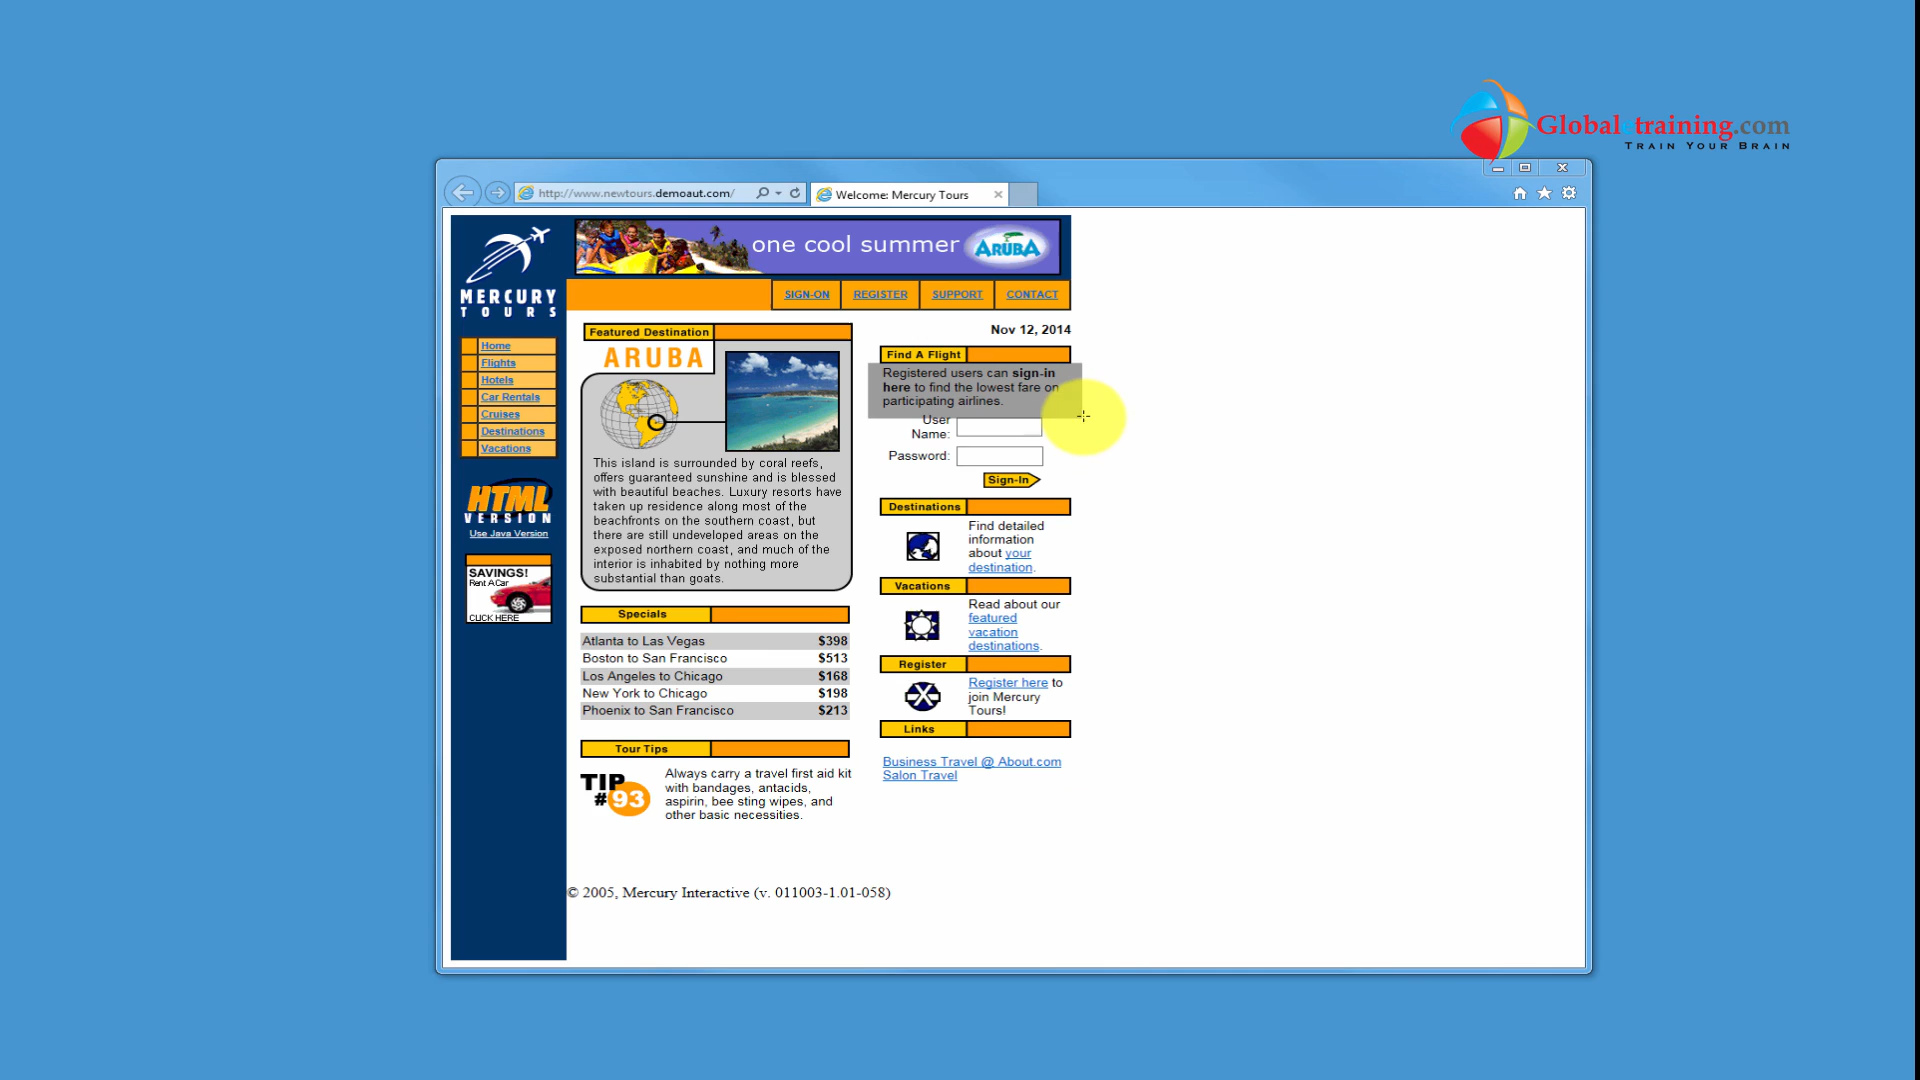 Globaletraining.com
TRAIN YOUR BRAIN
http://www.newtours.demoaut.com/
Welcome: Mercury Tours
one cool summer
ARUBA
MERCURY
TOURS
SIGN-ON
REGISTER
SUPPORT
CONTACT
Home
Flights
Hotels
Car Rentals
Cruises
Destinations
Vacations
HTML
VERSION
Use Java Version
SAVINGS!
Rent A Car
CLICK HERE
Featured Destination
ARUBA
This island is surrounded by coral reefs,
offers guaranteed sunshine and is blessed
with beautiful beaches. Luxury resorts have
taken up residence along most of the
beachfronts on the southern coast, but
there are still undeveloped areas on the
exposed northern coast, and much of the
interior is inhabited by nothing more
substantial than goats.
Specials
Atlanta to Las Vegas $398
Boston to San Francisco $513
Los Angeles to Chicago $168
New York to Chicago $198
Phoenix to San Francisco $213
Tour Tips
TIP
#93
Always carry a travel first aid kit
with bandages, antacids,
aspirin, bee sting wipes, and
other basic necessities.
Nov 12, 2014
Find A Flight
Registered users can sign-in
here to find the lowest fare on
participating airlines.
User
Name:
Password:
Sign-In
Destinations
Find detailed
information
about your
destination.
Vacations
Read about our
featured
vacation
destinations.
Register
Register here to
join Mercury
Tours!
Links
Business Travel @ About.com
Salon Travel
© 2005, Mercury Interactive (v. 011003-1.01-058)